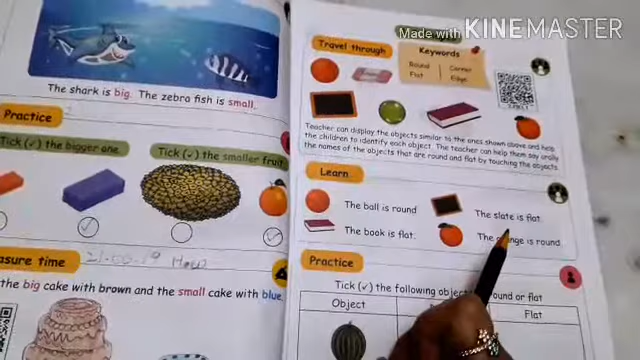 Made with KINEMASTER
The shark is big. The zebra fish is small.
Practice
Tick (✓) the bigger one.
Tick (✓) the smaller fruit.
asure time
21-06-19
the big cake with brown and the small cake with blue.
Travel through
Keywords
Round
Corner
Flat
Edge
Teacher can display the objects similar to the ones shown above and help
the children to identify each object. The teacher can help them say orally
the names of the objects that are round and flat by touching the objects
Learn
The ball is round
The slate is flat.
The book is flat.
The orange is round
Practice
Tick (✓) the following objects round or flat
Object
Flat